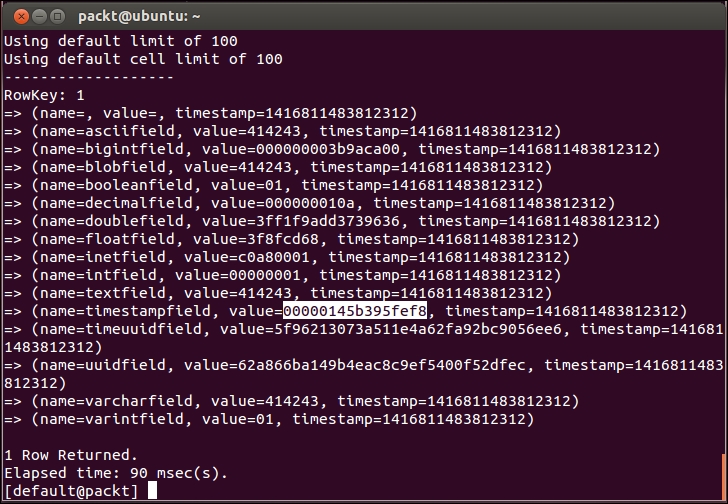 packt@ubuntu: ~
Using default limit of 100
Using default cell limit of 100
-------------------
RowKey: 1
=> (name=, value=, timestamp=1416811483812312)
=> (name=asciifield, value=414243, timestamp=1416811483812312)
=> (name=bigintfield, value=000000003b9aca00, timestamp=1416811483812312)
=> (name=blobfield, value=414243, timestamp=1416811483812312)
=> (name=booleanfield, value=01, timestamp=1416811483812312)
=> (name=decimalfield, value=000000010a, timestamp=1416811483812312)
=> (name=doublefield, value=3ff1f9add3739636, timestamp=1416811483812312)
=> (name=floatfield, value=3f8fcd68, timestamp=1416811483812312)
=> (name=inetfield, value=c0a80001, timestamp=1416811483812312)
=> (name=intfield, value=00000001, timestamp=1416811483812312)
=> (name=textfield, value=414243, timestamp=1416811483812312)
=> (name=timestampfield, value=00000145b395fef8, timestamp=1416811483812312)
=> (name=timeuuidfield, value=5f96213073a511e4a62fa92bc9056ee6, timestamp=141681
1483812312)
=> (name=uuidfield, value=62a866ba149b4eac8c9ef5400f52dfec, timestamp=1416811483
812312)
=> (name=varcharfield, value=414243, timestamp=1416811483812312)
=> (name=varintfield, value=01, timestamp=1416811483812312)
1 Row Returned.
Elapsed time: 90 msec(s).
[default@packt]